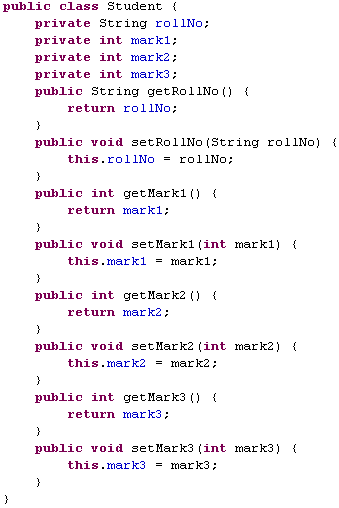 public class Student {
    private String rollNo;
    private int mark1;
    private int mark2;
    private int mark3;
    public String getRollNo() {
        return rollNo;
    }
    public void setRollNo(String rollNo) {
        this.rollNo = rollNo;
    }
    public int getMark1() {
        return mark1;
    }
    public void setMark1(int mark1) {
        this.mark1 = mark1;
    }
    public int getMark2() {
        return mark2;
    }
    public void setMark2(int mark2) {
        this.mark2 = mark2;
    }
    public int getMark3() {
        return mark3;
    }
    public void setMark3(int mark3) {
        this.mark3 = mark3;
    }
}